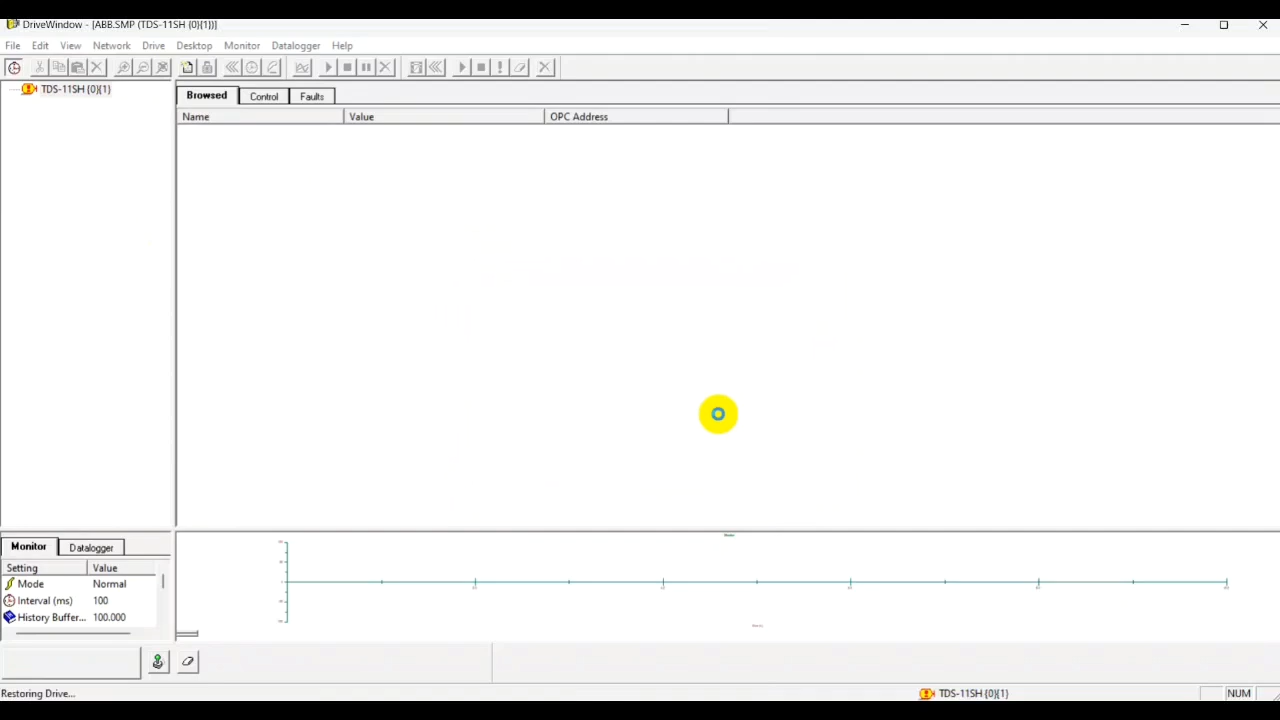 DriveWindow - [ABB.SMP (TDS-11SH {0}{1})]
File Edit View Network Drive Desktop Monitor Datalogger Help
TDS-11SH {0}{1}
Browsed Control Faults
Name Value OPC Address
Monitor Datalogger
Setting Value
Mode Normal
Interval (ms) 100
History Buffer... 100.000
Restoring Drive... TDS-11SH {0}{1} NUM